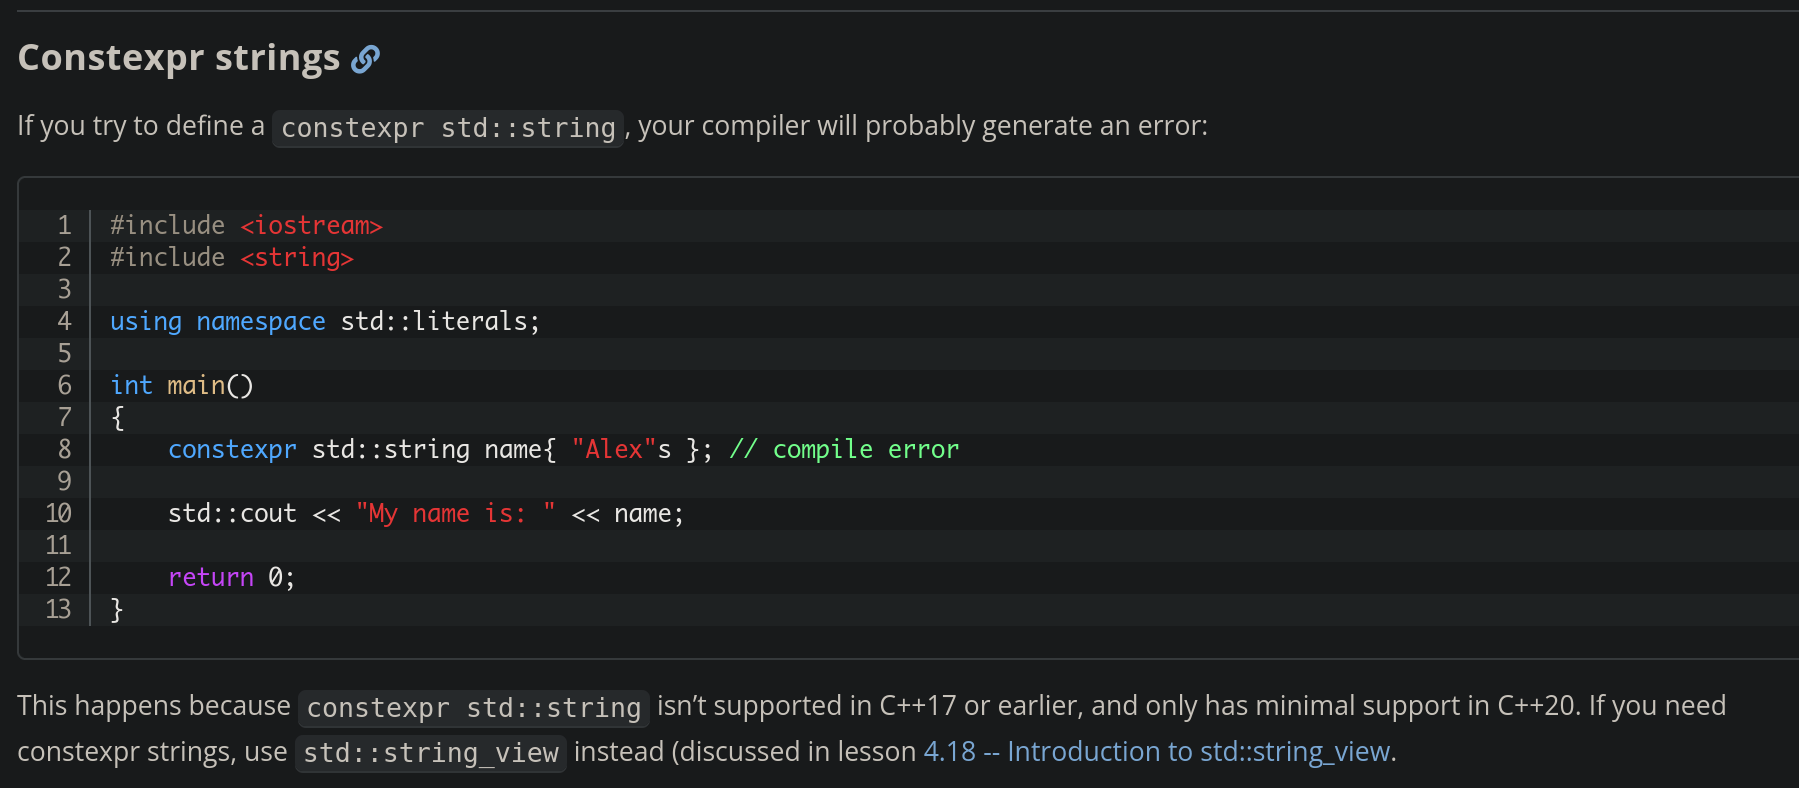 Constexpr strings
If you try to define a constexpr std::string, your compiler will probably generate an error:
1 #include <iostream>
2 #include <string>
3
4 using namespace std::literals;
5
6 int main()
7 {
8     constexpr std::string name{ "Alex"s }; // compile error
9
10     std::cout << "My name is: " << name;
11
12     return 0;
13 }
This happens because constexpr std::string isn’t supported in C++17 or earlier, and only has minimal support in C++20. If you need
constexpr strings, use std::string_view instead (discussed in lesson 4.18 -- Introduction to std::string_view.